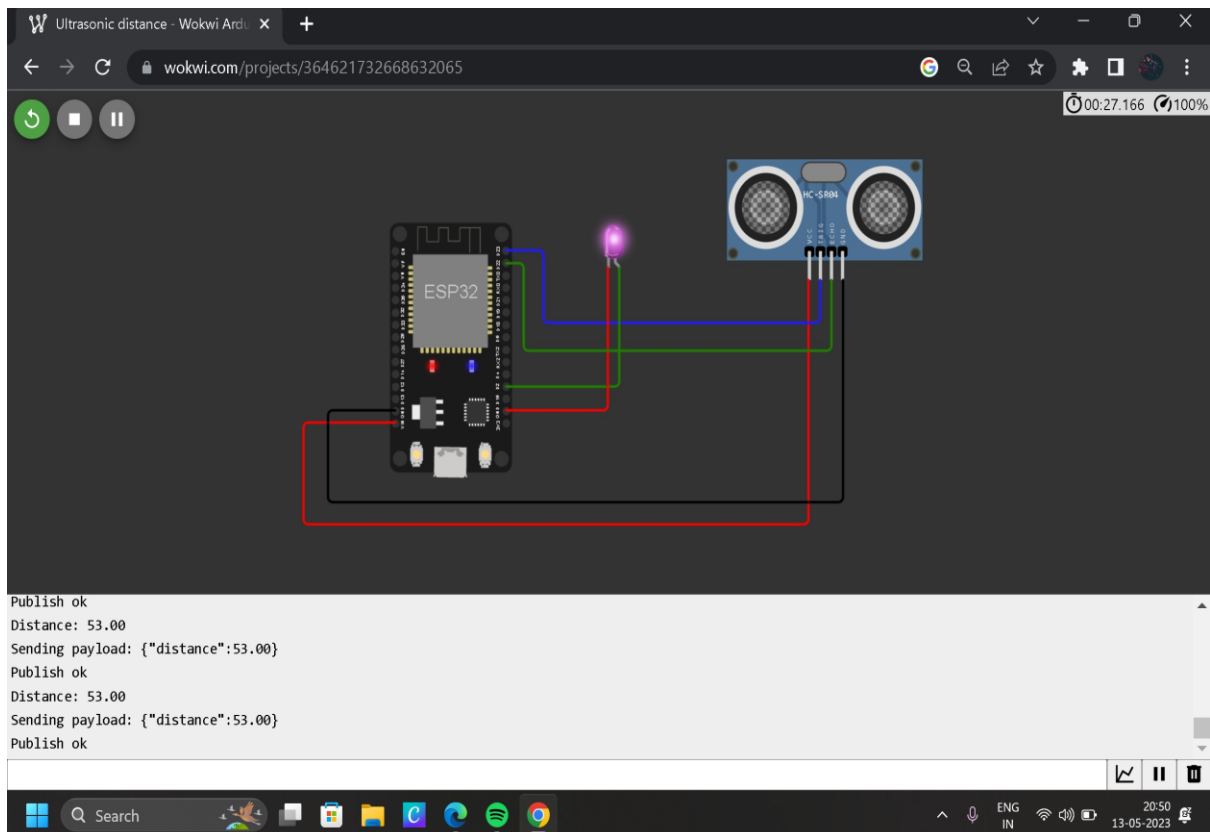 Ultrasonic distance - Wokwi Ardu
wokwi.com/projects/364621732668632065
00:27.166 100%
HC-SR04
VCC TRIG ECHO GND
ESP32
Publish ok
Distance: 53.00
Sending payload: {"distance":53.00}
Publish ok
Distance: 53.00
Sending payload: {"distance":53.00}
Publish ok
Search
ENG
IN
20:50
13-05-2023